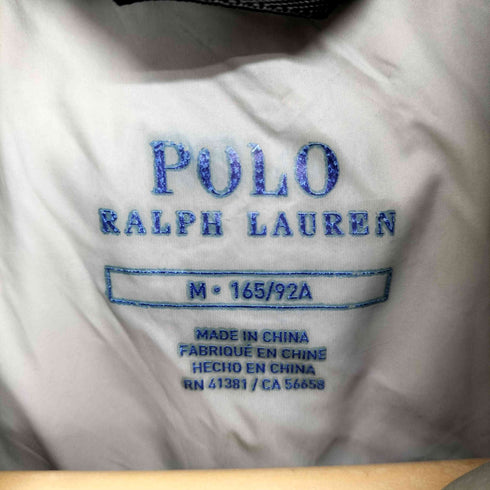 POLO
RALPH LAUREN
M • 165/92A
MADE IN CHINA
FABRIQUÉ EN CHINE
HECHO EN CHINA
RN 41381 / CA 56658